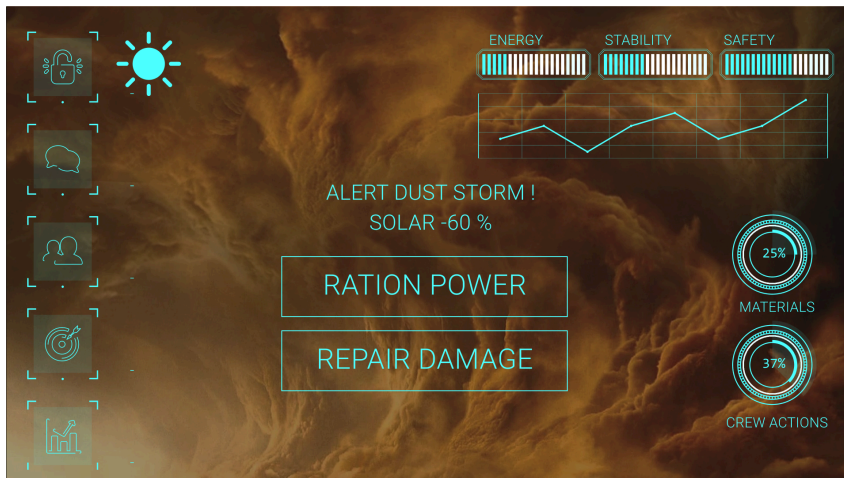 ENERGY
STABILITY
SAFETY
ALERT DUST STORM !
SOLAR -60 %
RATION POWER
REPAIR DAMAGE
25%
MATERIALS
37%
CREW ACTIONS